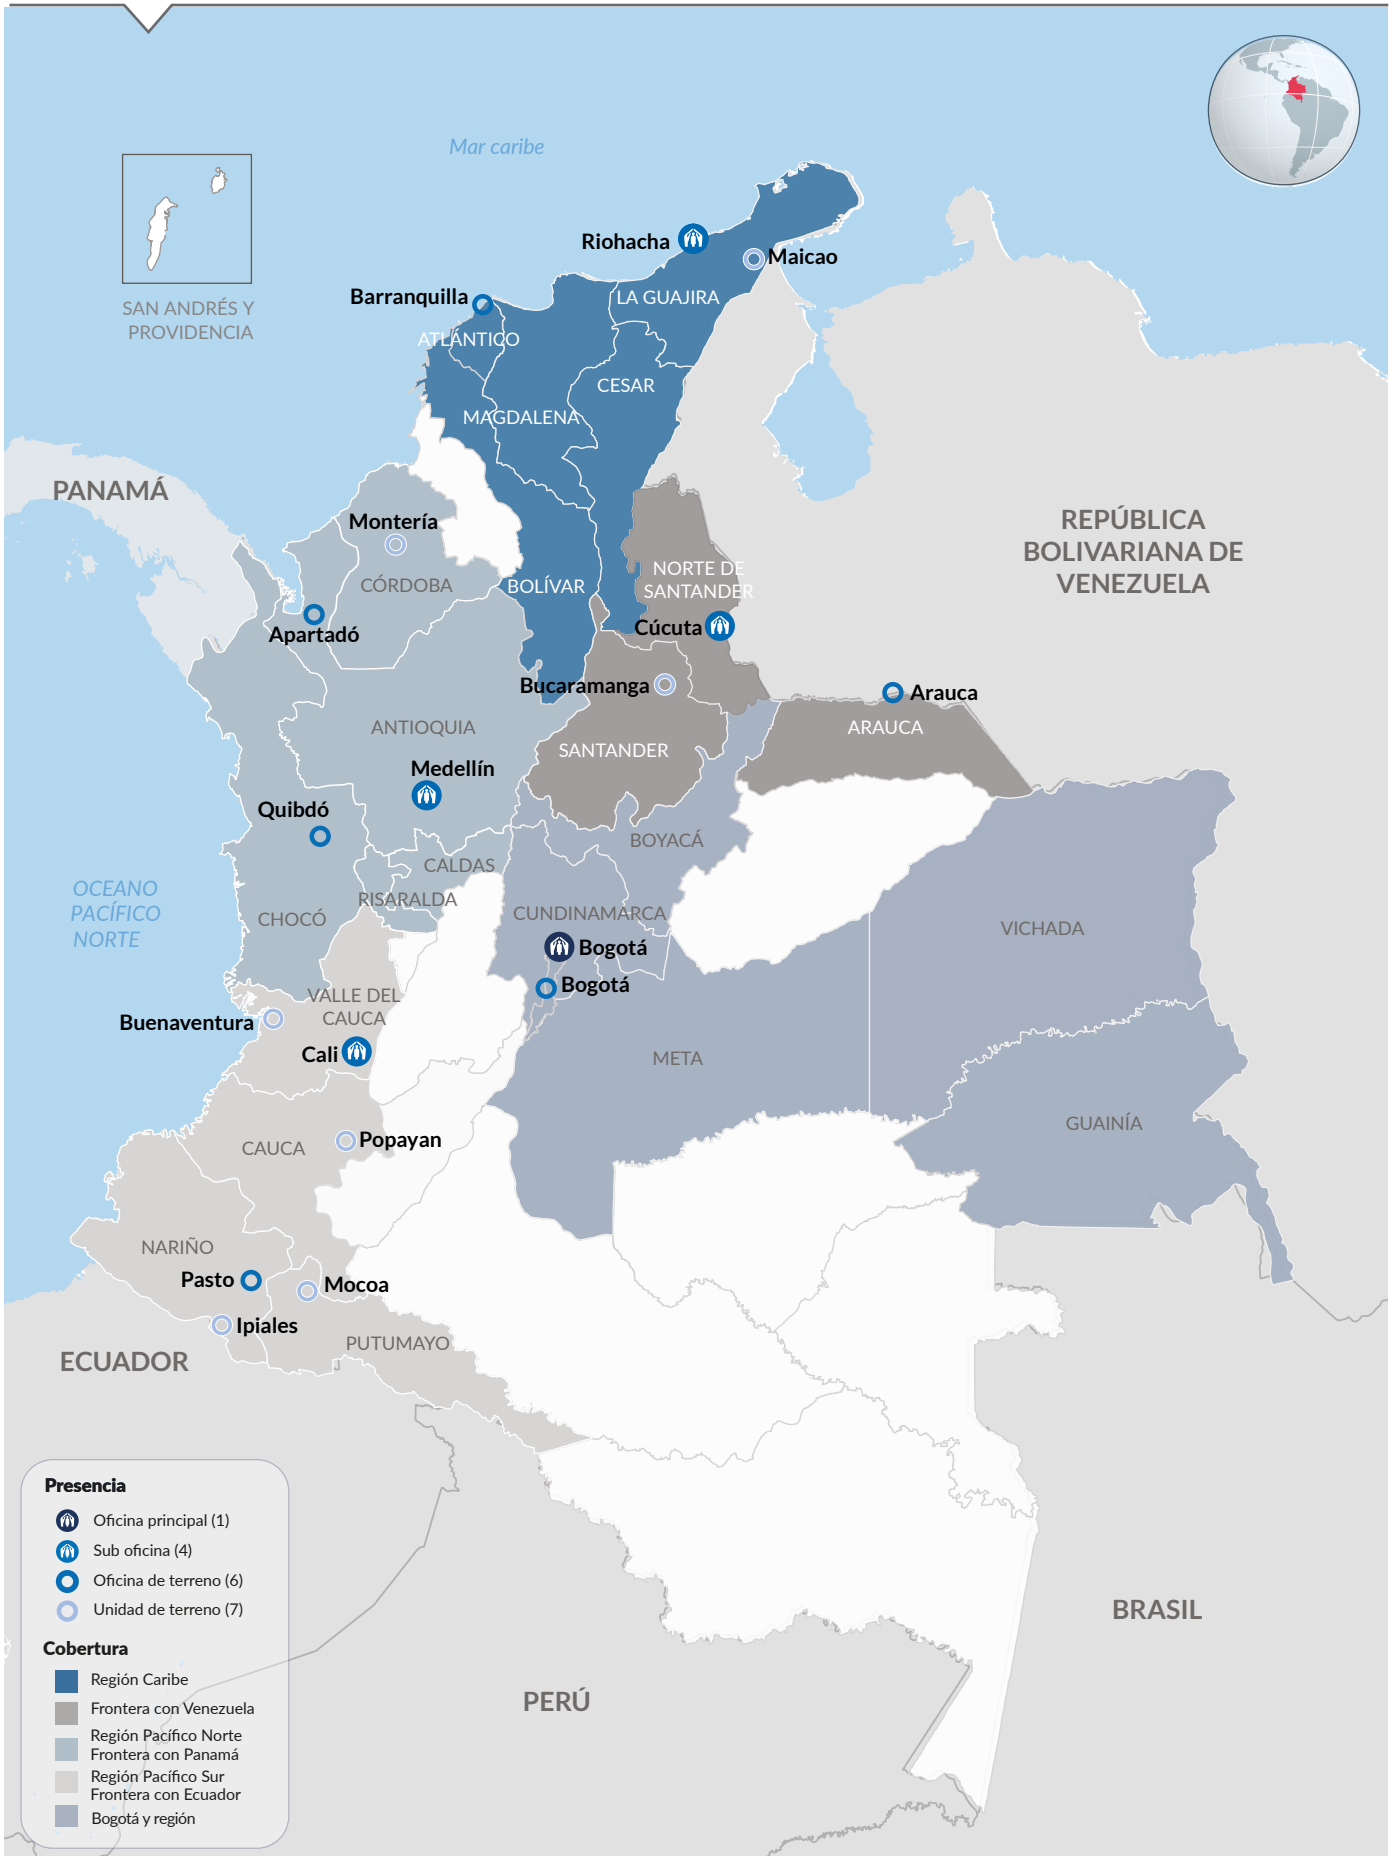 Mar caribe
Riohacha
Maicao
Barranquilla
LA GUAJIRA
SAN ANDRÉS Y
PROVIDENCIA
ATLÁNTICO
CESAR
MAGDALENA
PANAMÁ
Montería
REPÚBLICA
BOLIVARIANA DE
VENEZUELA
CÓRDOBA
BOLÍVAR
NORTE DE
SANTANDER
Apartadó
Cúcuta
Bucaramanga
Arauca
ANTIOQUIA
ARAUCA
SANTANDER
Medellín
Quibdó
BOYACÁ
CALDAS
OCEANO
PACÍFICO
NORTE
RISARALDA
CHOCÓ
CUNDINAMARCA
VICHADA
Bogotá
Bogotá
VALLE DEL
CAUCA
Buenaventura
Cali
META
GUAINÍA
CAUCA
Popayan
NARIÑO
Pasto
Mocoa
Ipiales
PUTUMAYO
ECUADOR
Presencia
Oficina principal (1)
Sub oficina (4)
Oficina de terreno (6)
Unidad de terreno (7)
Cobertura
Región Caribe
Frontera con Venezuela
Región Pacífico Norte
Frontera con Panamá
Región Pacífico Sur
Frontera con Ecuador
Bogotá y región
BRASIL
PERÚ